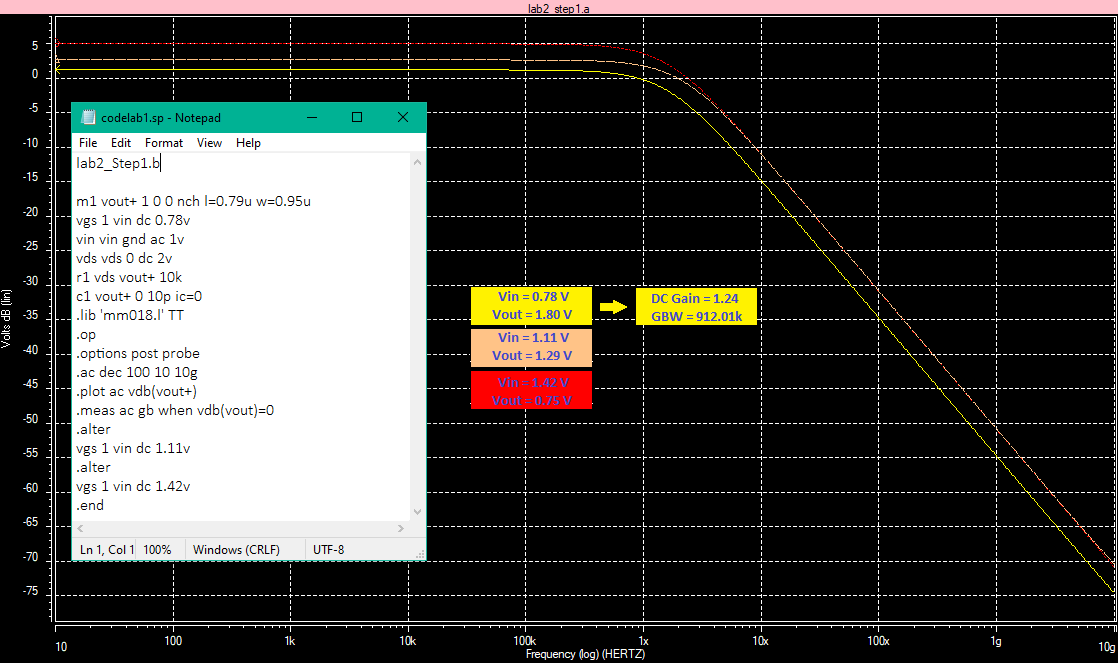 lab2_step1.a
codelab1.sp - Notepad
File Edit Format View Help
lab2_Step1.b
m1 vout+ 1 0 0 nch l=0.79u w=0.95u
vgs 1 vin dc 0.78v
vin vin gnd ac 1v
vds vds 0 dc 2v
r1 vds vout+ 10k
c1 vout+ 0 10p ic=0
.lib 'mm018.l' TT
.op
.options post probe
.ac dec 100 10 10g
.plot ac vdb(vout+)
.meas ac gb when vdb(vout)=0
.alter
vgs 1 vin dc 1.11v
.alter
vgs 1 vin dc 1.42v
.end
Ln 1, Col 1 100% Windows (CRLF) UTF-8
Vin = 0.78 V
Vout = 1.80 V
DC Gain = 1.24
GBW = 912.01k
Vin = 1.11 V
Vout = 1.29 V
Vin = 1.42 V
Vout = 0.75 V
Volts dB (lin)
5
0
-5
-10
-15
-20
-25
-30
-35
-40
-45
-50
-55
-60
-65
-70
-75
10 100 1k 10k 100k 1x 10x 100x 1g 10g
Frequency (log) (HERTZ)